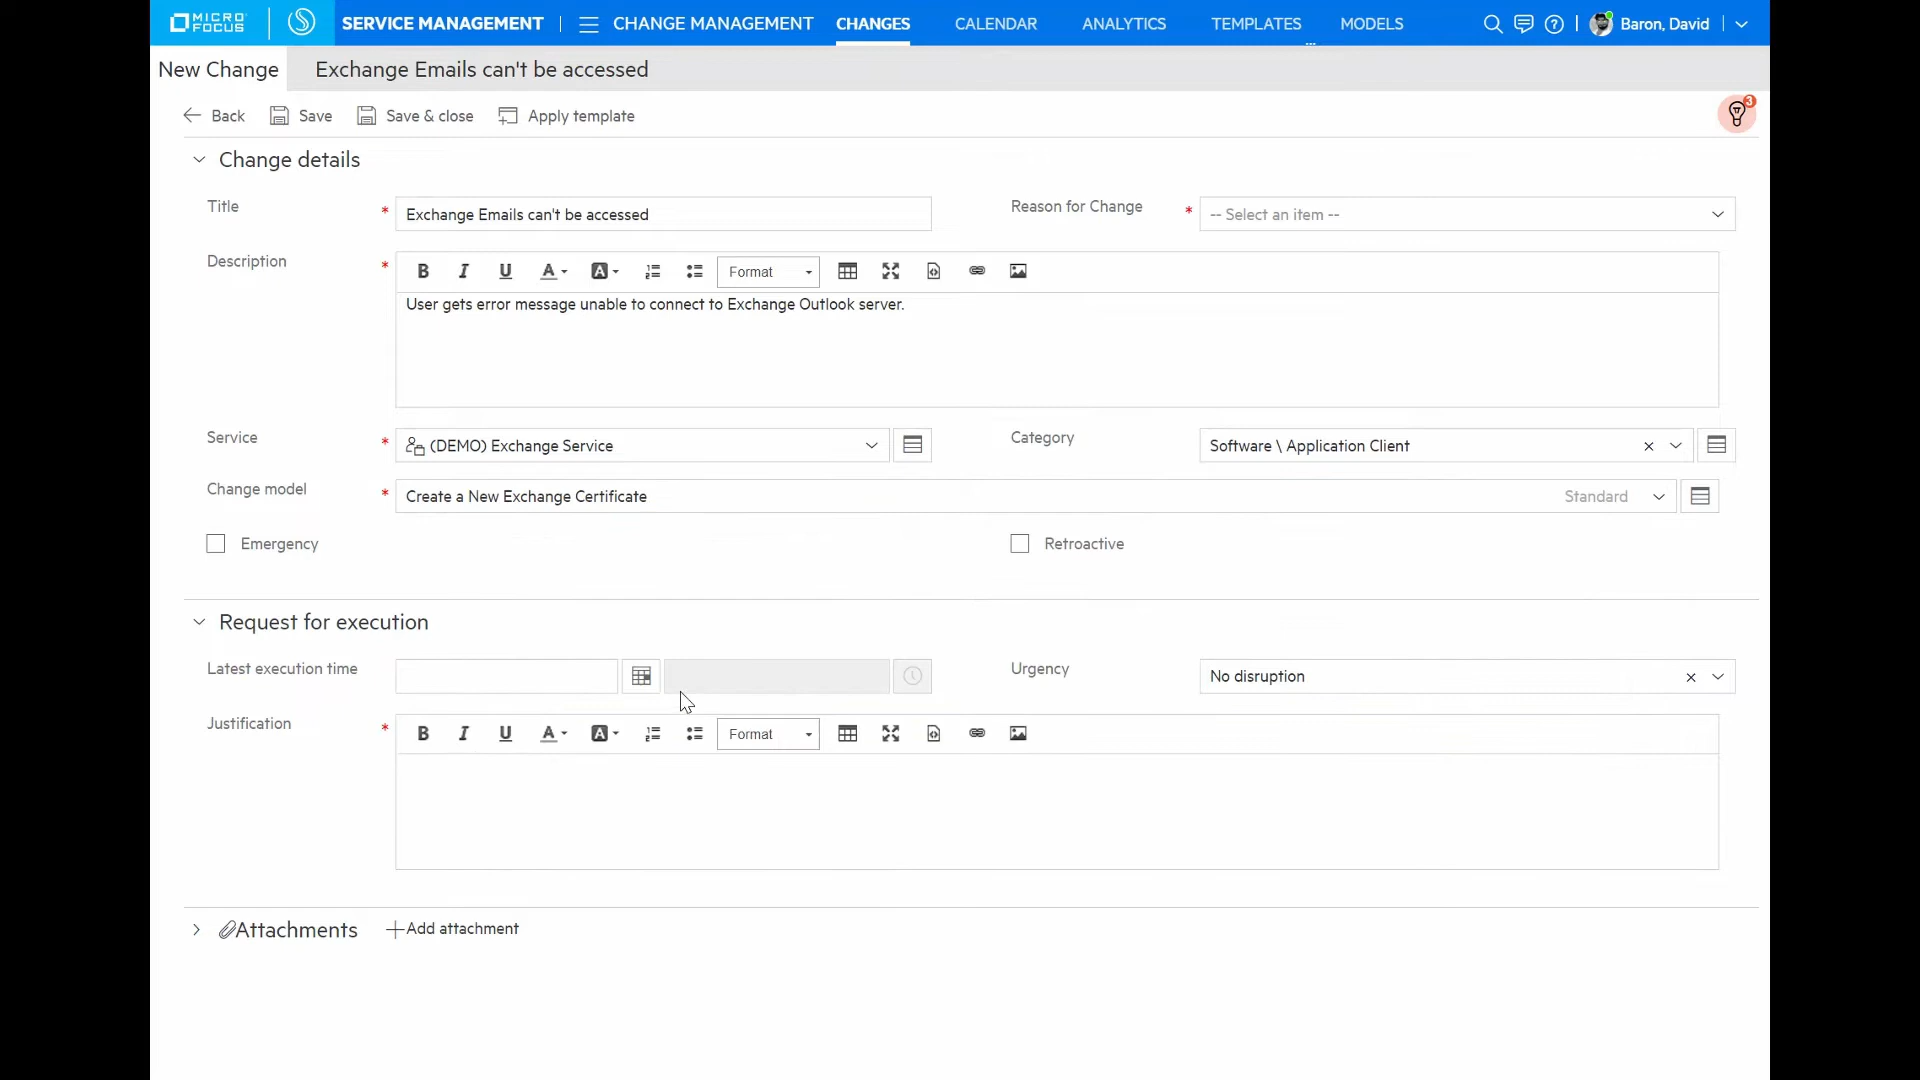 MICRO FOCUS SERVICE MANAGEMENT CHANGE MANAGEMENT CHANGES CALENDAR ANALYTICS TEMPLATES MODELS Baron, David
New Change Exchange Emails can't be accessed
Back Save Save & close Apply template 3
Change details
Title * Exchange Emails can't be accessed Reason for Change * -- Select an item --
Description * B I U A A Format
User gets error message unable to connect to Exchange Outlook server.
Service * (DEMO) Exchange Service Category Software \ Application Client
Change model * Create a New Exchange Certificate Standard
Emergency Retroactive
Request for execution
Latest execution time Urgency No disruption
Justification * B I U A A Format
Attachments Add attachment